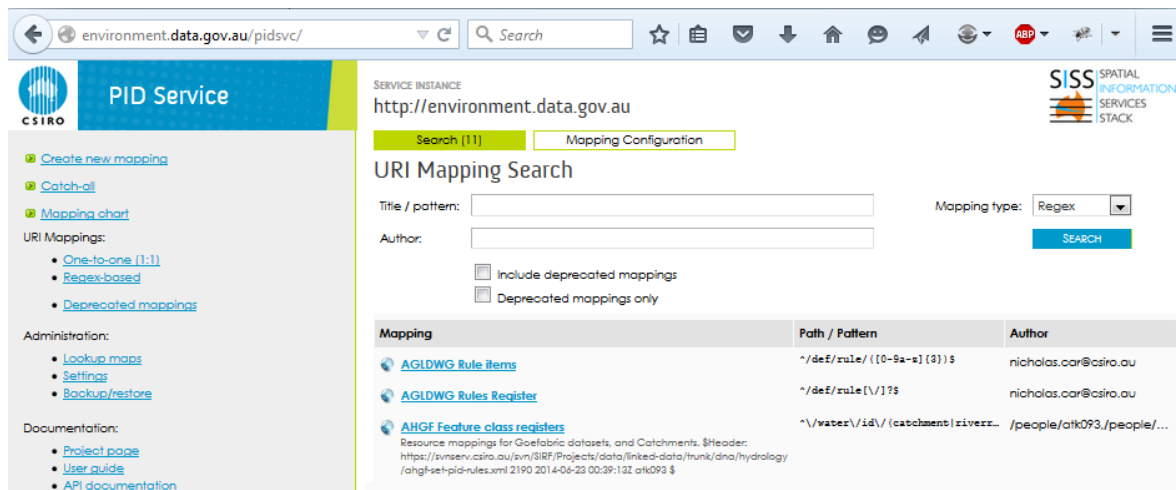 environment.data.gov.au/pidsvc/
Search
ABP
CSIRO
PID Service
SERVICE INSTANCE
http://environment.data.gov.au
SISS SPATIAL
INFORMATION
SERVICES
STACK
Search (11)
Mapping Configuration
URI Mapping Search
Title / pattern:
Mapping type: Regex
Author:
SEARCH
Include deprecated mappings
Deprecated mappings only
Create new mapping
Catch-all
Mapping chart
URI Mappings:
One-to-one (1:1)
Regex-based
Deprecated mappings
Administration:
Lookup maps
Settings
Backup/restore
Documentation:
Project page
User guide
API documentation
Mapping Path / Pattern Author
AGLDWG Rule items ^/def/rule/([0-9a-z]{3})$ nicholas.car@csiro.au
AGLDWG Rules Register ^/def/rule[\/]?$ nicholas.car@csiro.au
AHGF Feature class registers ^\/water\/id\/(catchment|riverr... /people/atk093,/people/...
Resource mappings for Goefabric datasets, and Catchments. $Header:
https://svnserv.csiro.au/svn/SIRF/Projects/data/linked-data/trunk/dna/hydrology
/ahgf-set-pid-rules.xml 2190 2014-06-23 00:39:13Z atk093 $